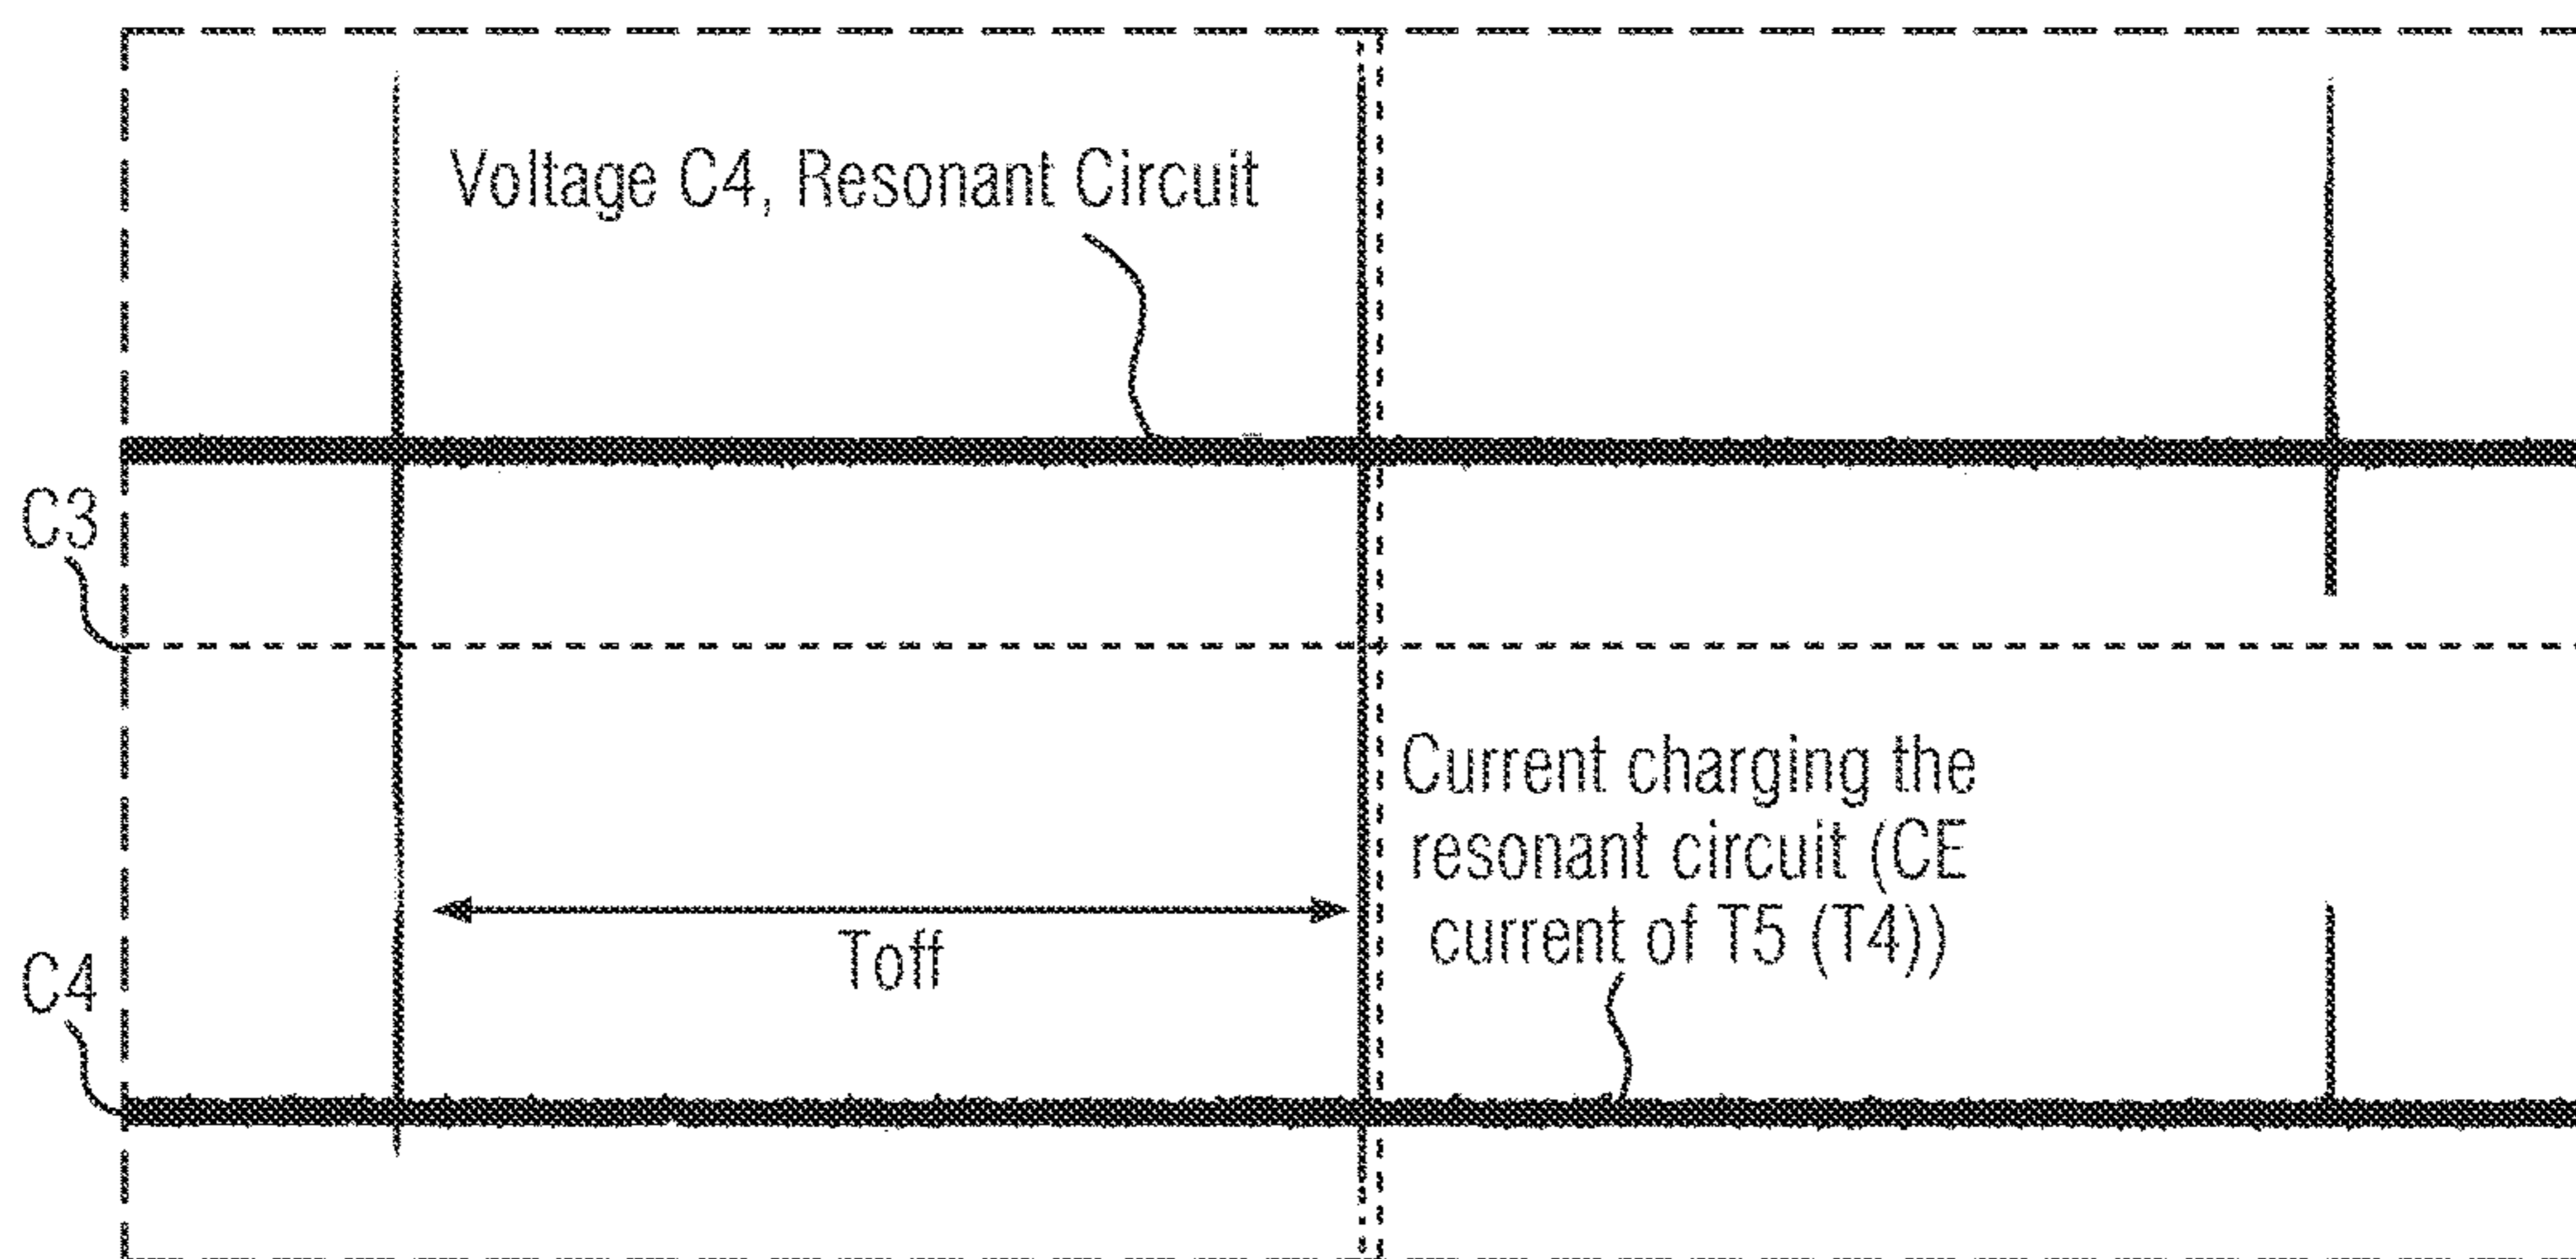 Voltage C4, Resonant Circuit
C3
Current charging the
resonant circuit (CE
current of T5 (T4))
Toff
C4